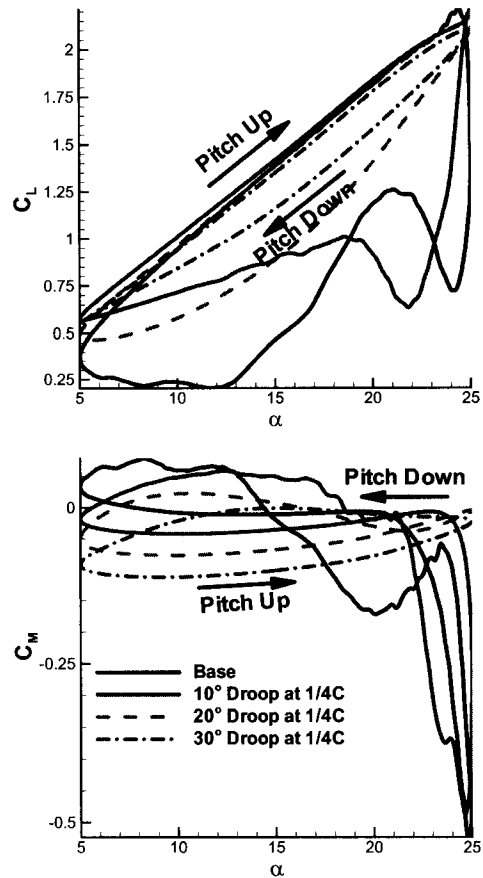 2
1.75
1.5
1.25
1
0.75
0.5
0.25
C_L
Pitch Up
Pitch Down
5 10 15 20 25
α
0
-0.25
-0.5
C_M
Pitch Down
Pitch Up
Base
10° Droop at 1/4C
20° Droop at 1/4C
30° Droop at 1/4C
5 10 15 20 25
α